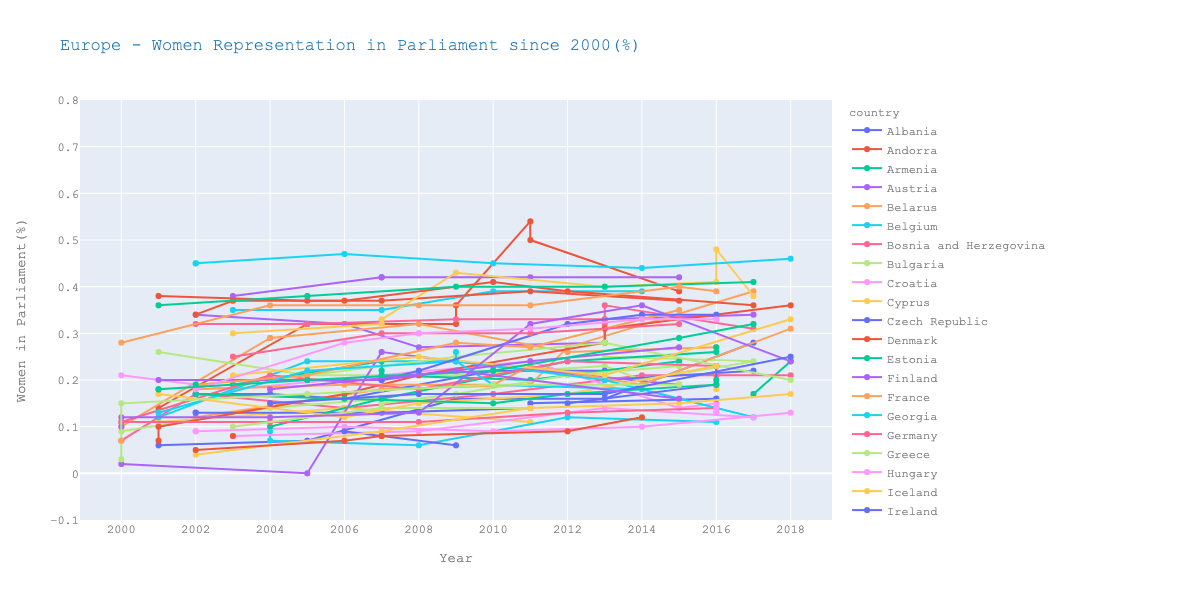 Europe - Women Representation in Parliament since 2000(%)
0.8
0.7
0.6
0.5
0.4
0.3
0.2
0.1
0
−0.1
Women in Parliament(%)
2000 2002 2004 2006 2008 2010 2012 2014 2016 2018
Year
country
Albania
Andorra
Armenia
Austria
Belarus
Belgium
Bosnia and Herzegovina
Bulgaria
Croatia
Cyprus
Czech Republic
Denmark
Estonia
Finland
France
Georgia
Germany
Greece
Hungary
Iceland
Ireland